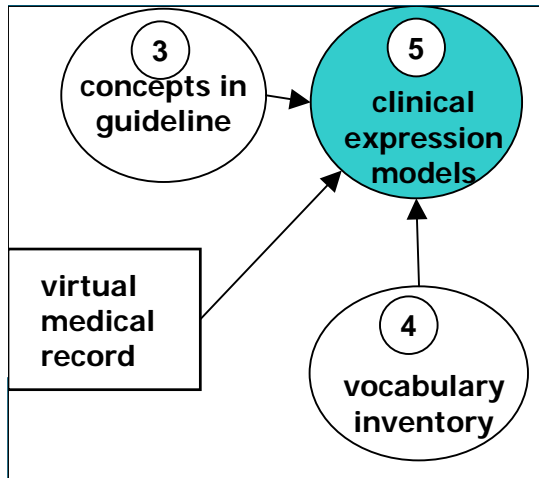 3
concepts in
guideline
5
clinical
expression
models
virtual
medical
record
4
vocabulary
inventory